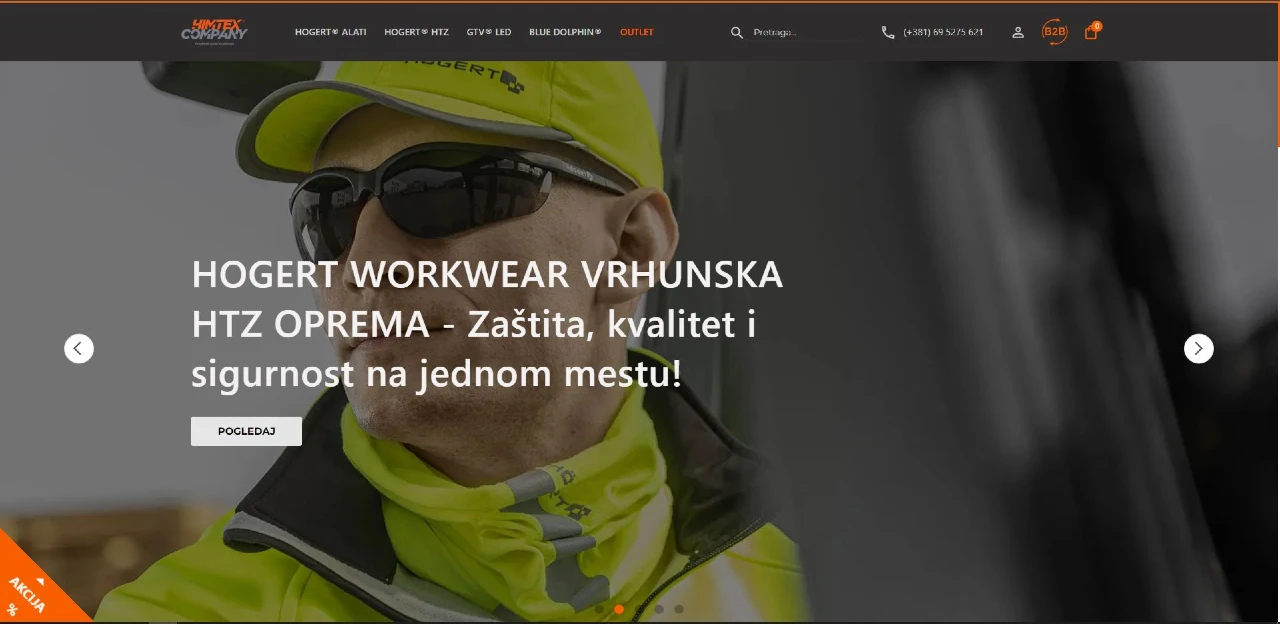 HIMTEX
COMPANY
HOGERT® ALATI
HOGERT® HTZ
GTV® LED
BLUE DOLPHIN®
OUTLET
Pretraga...
(+381) 69 5275 621
B2B
0
HOGERT
HOGERT WORKWEAR VRHUNSKA
HTZ OPREMA - Zaštita, kvalitet i
sigurnost na jednom mestu!
POGLEDAJ
AKCIJA
%